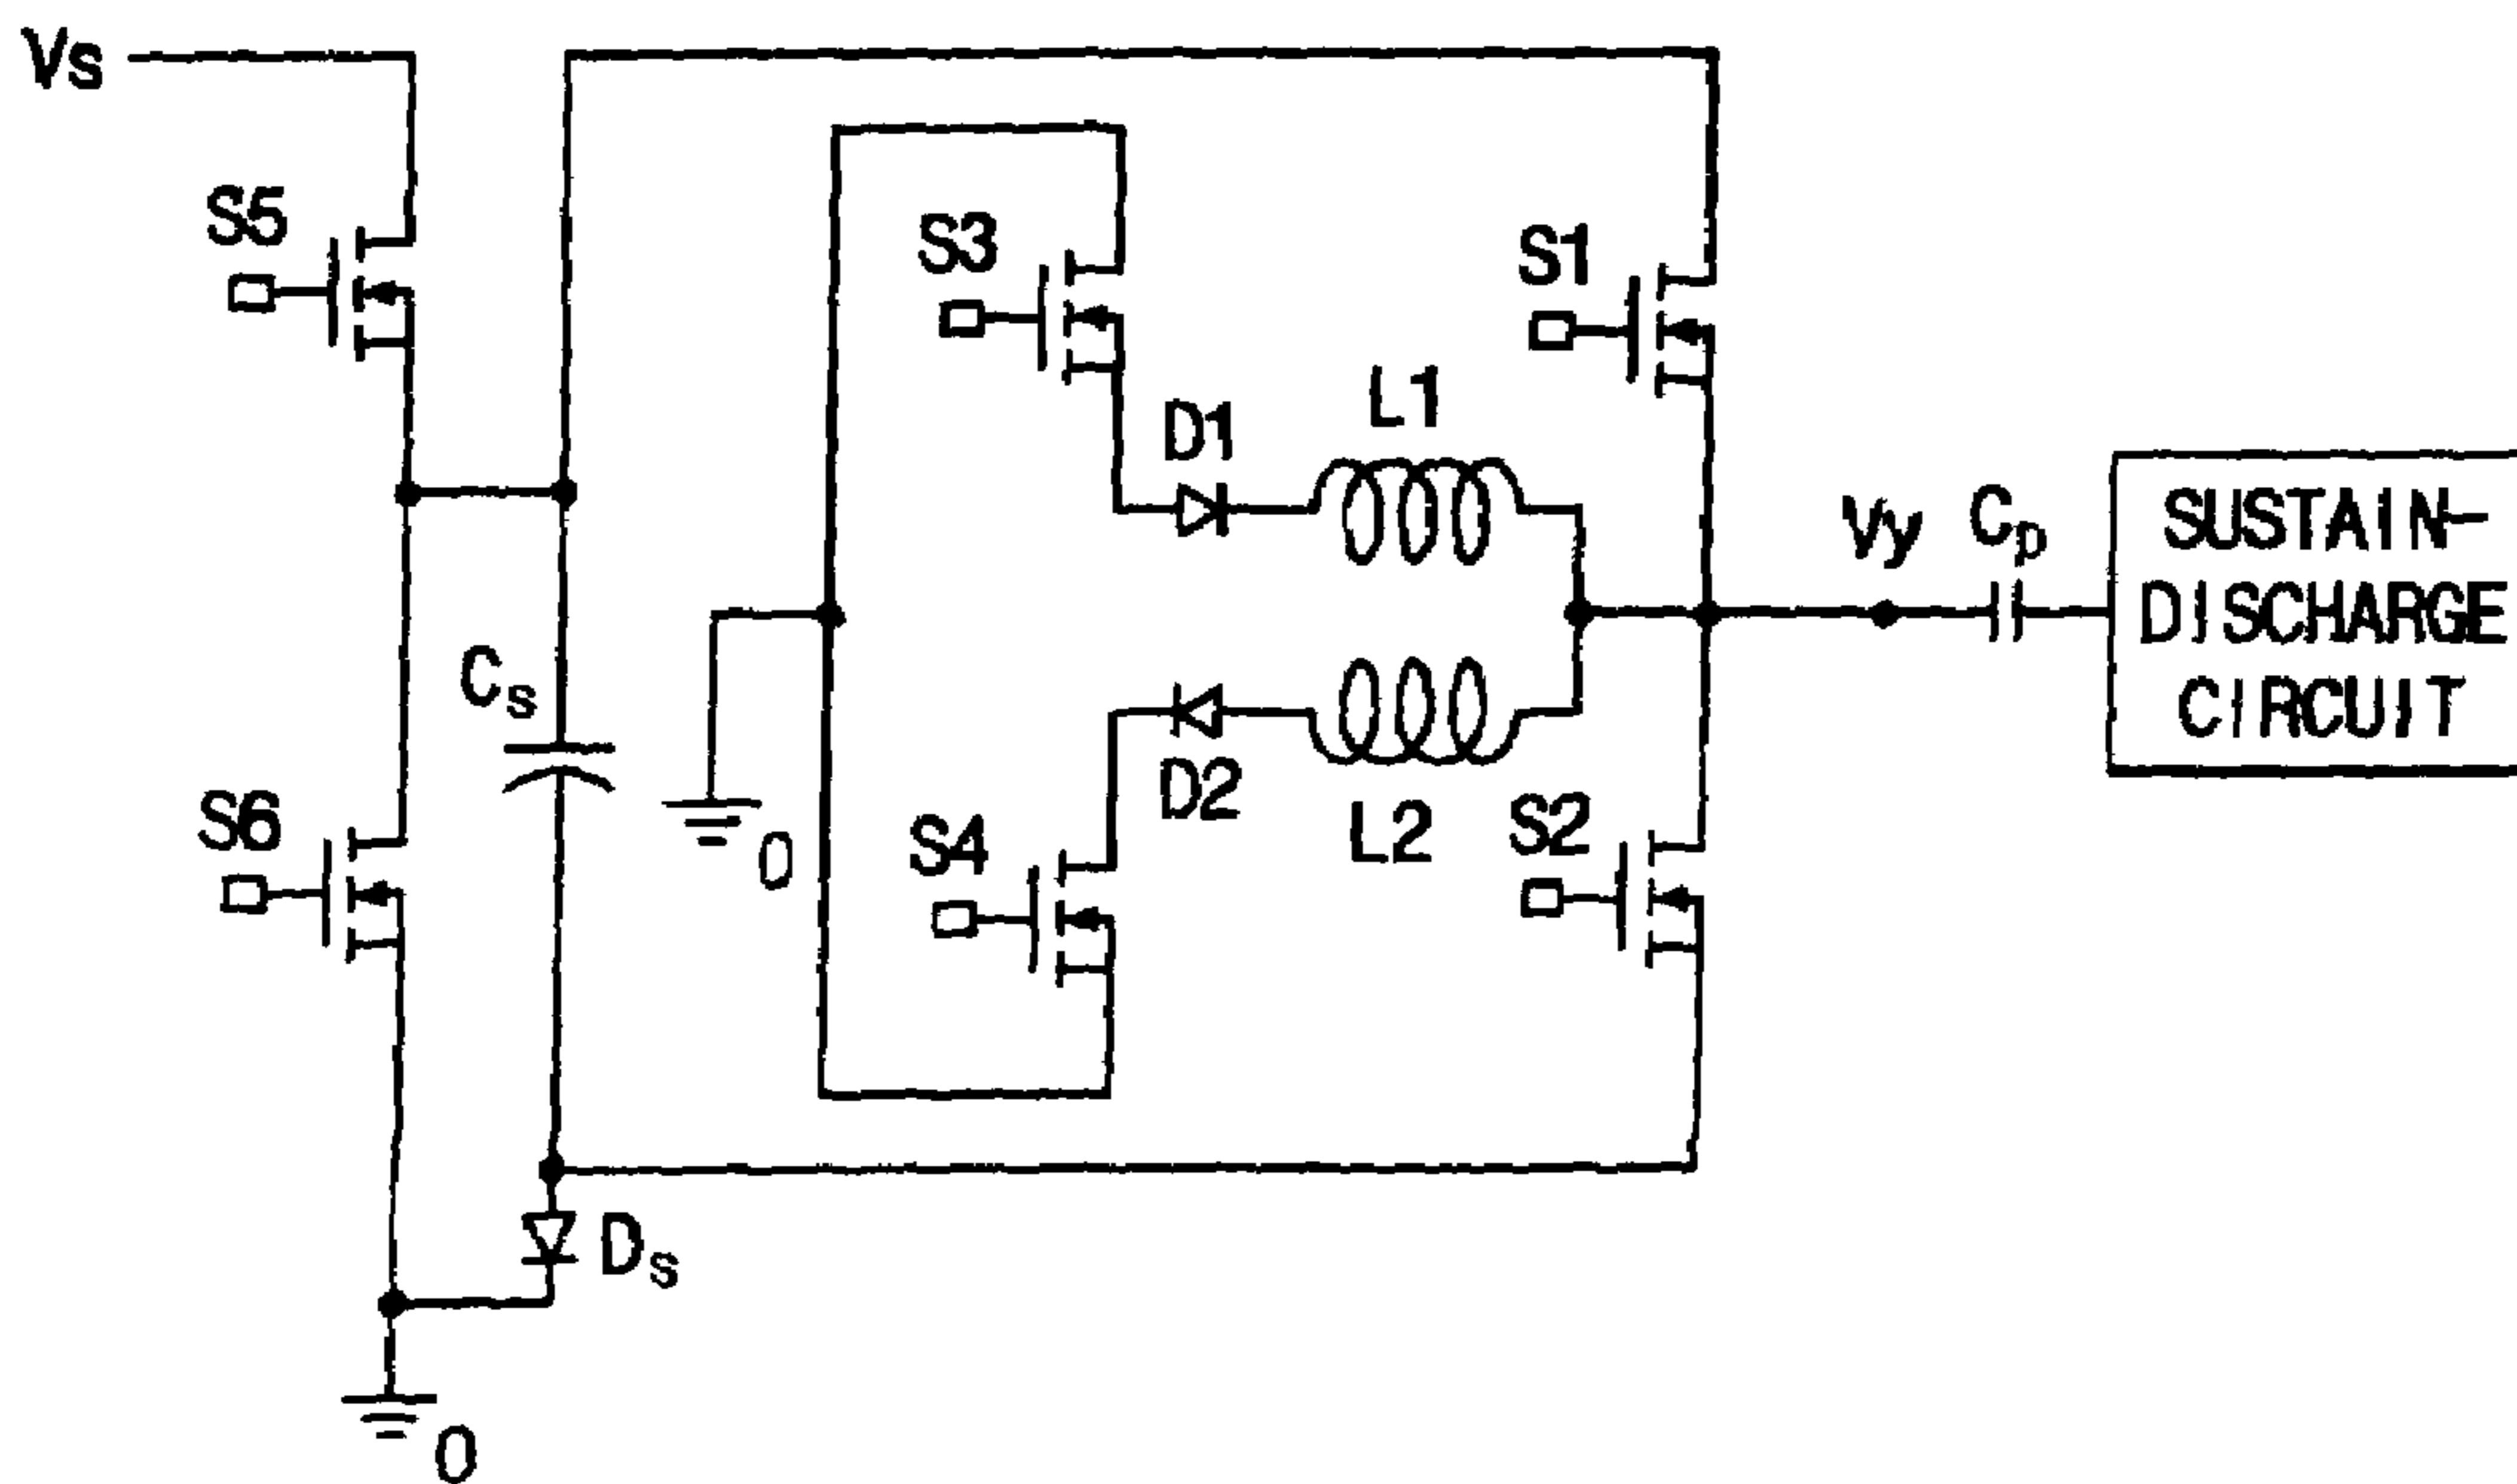 Vs
S5
S3
S1
L1
D1
Vy
Cp
SUSTAIN-
DISCHARGE
CIRCUIT
Cs
D2
L2
S6
S4
S2
0
Ds
0